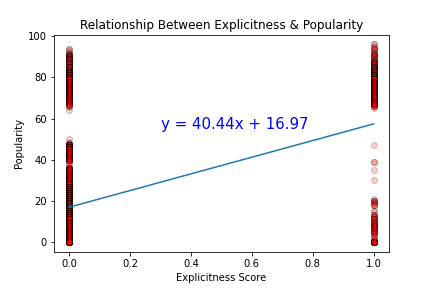 Relationship Between Explicitness & Popularity
100
80
60
40
20
0
Popularity
y = 40.44x + 16.97
0.0 0.2 0.4 0.6 0.8 1.0
Explicitness Score